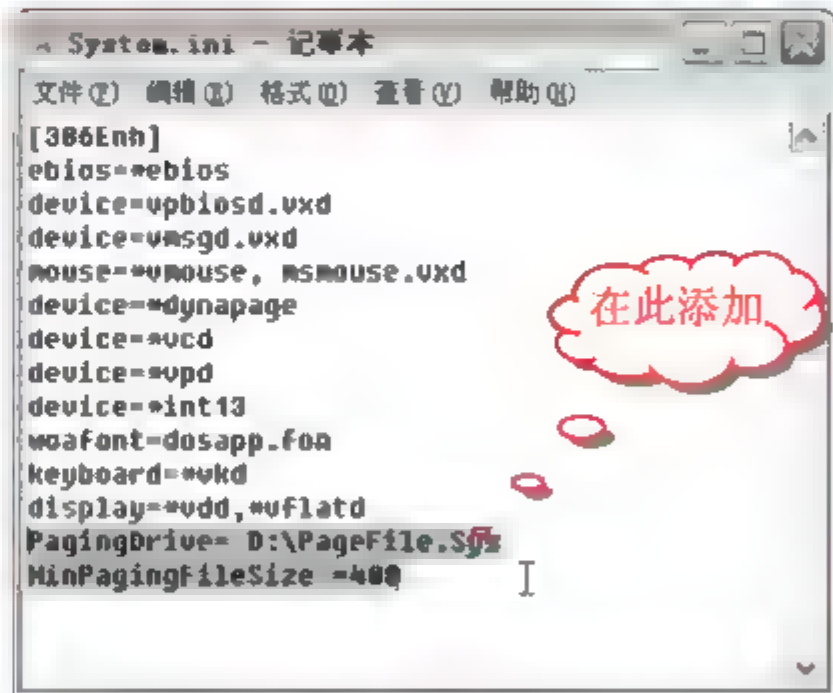 System.ini - 记事本
文件(F) 编辑(E) 格式(O) 查看(V) 帮助(H)
[386Enh]
ebios=*ebios
device=vpbiosd.vxd
device=vmsgd.vxd
mouse=*vmouse, msmouse.vxd
device=*dynapage
device=*vcd
device=*vpd
device=*int13
woafont=dosapp.fon
keyboard=*vkd
display=*vdd,*vflatd
PagingDrive= D:\PageFile.Sys
MinPagingFileSize =400
在此添加